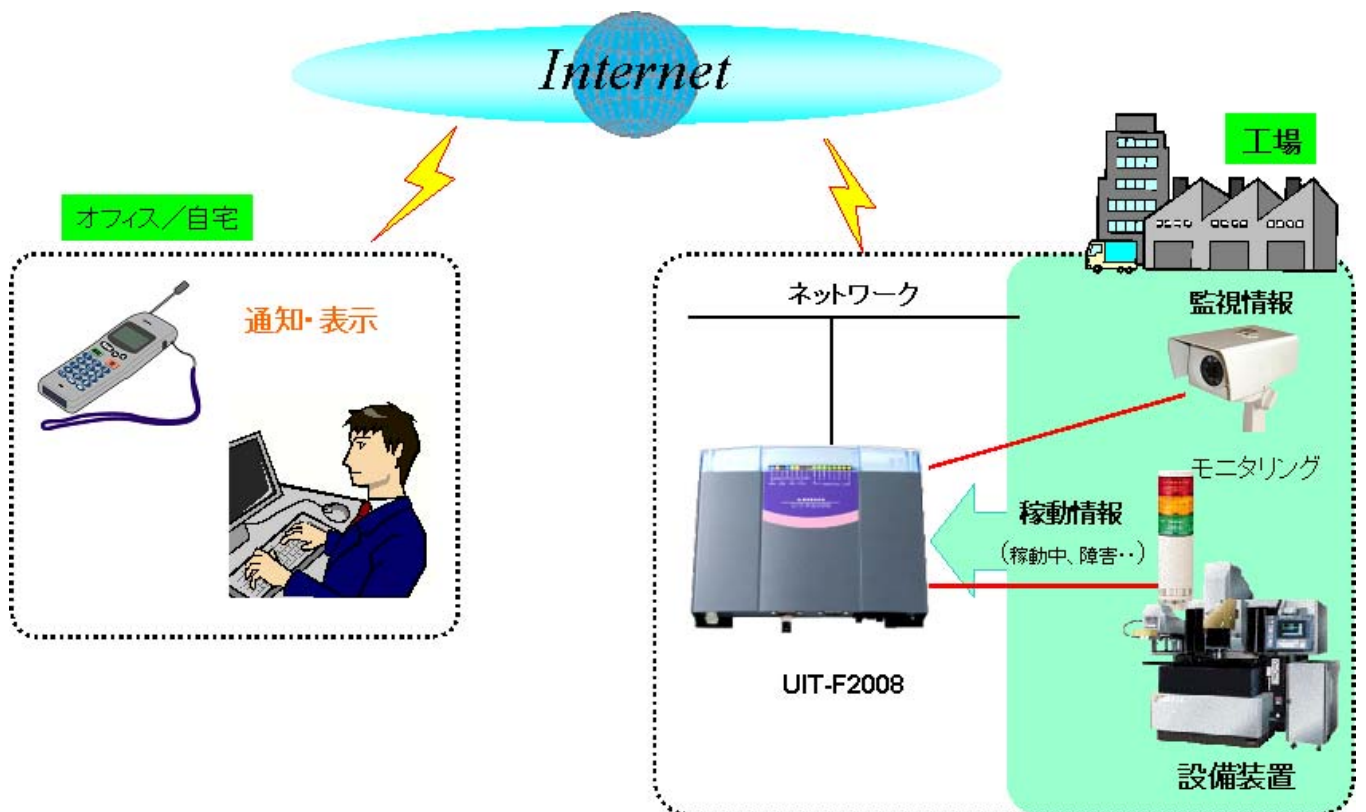 Internet
工場
オフィス／自宅
通知・表示
ネットワーク
監視情報
モニタリング
稼動情報
（稼動中、障害・・）
UIT-F2008
設備装置